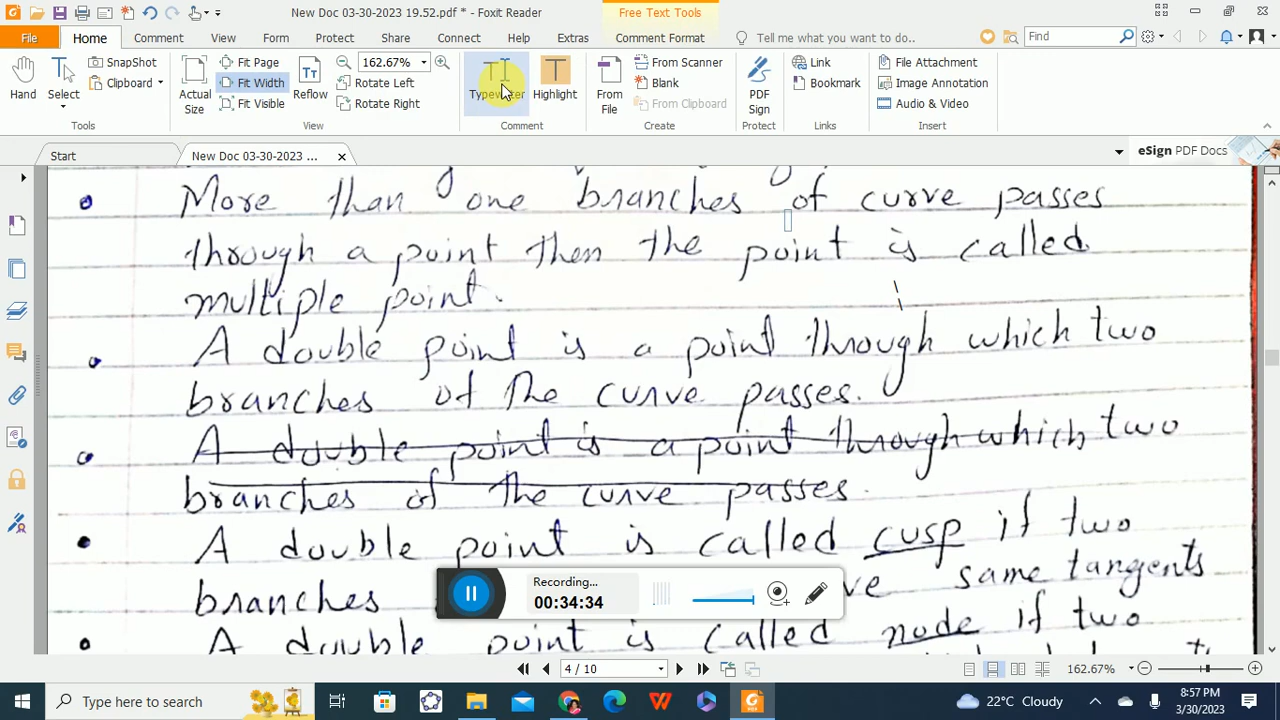 New Doc 03-30-2023 19.52.pdf * - Foxit Reader
Free Text Tools
File Home Comment View Form Protect Share Connect Help Extras Comment Format Tell me what you want to do... Find
Hand
Select
SnapShot
Clipboard
Tools
Actual Size
Fit Page
Fit Width
Fit Visible
Reflow
162.67%
Rotate Left
Rotate Right
View
Typewriter
Highlight
Comment
From File
From Scanner
Blank
From Clipboard
Create
PDF Sign
Protect
Link
Bookmark
Links
File Attachment
Image Annotation
Audio & Video
Insert
Start
New Doc 03-30-2023 ...
eSign PDF Docs
More than one branches of curve passes
through a point then the point is called
multiple point.
A double point is a point through which two
branches of the curve passes.
A double point is a point through which two
branches of the curve passes.
A double point is called cusp if two
branches ve same tangents
A double point is called node if two
Recording...
00:34:34
4 / 10
162.67%
Type here to search
22°C Cloudy
8:57 PM
3/30/2023